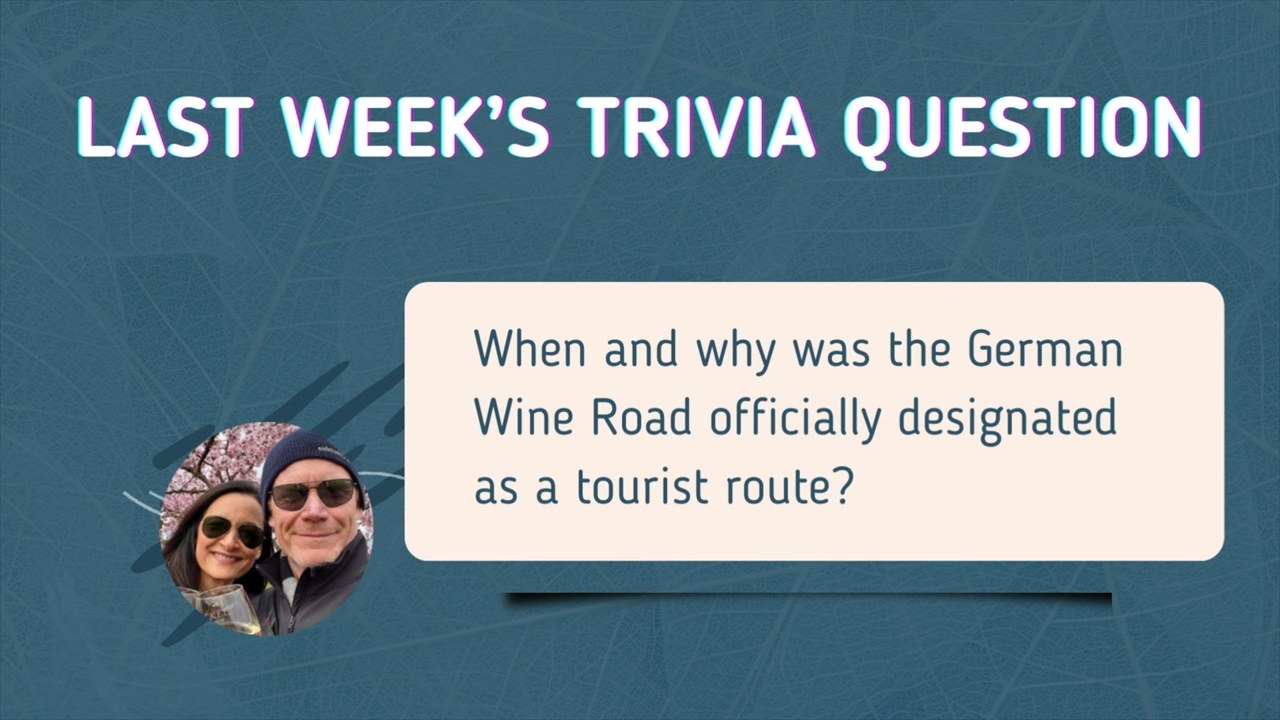 LAST WEEK’S TRIVIA QUESTION
When and why was the German
Wine Road officially designated
as a tourist route?